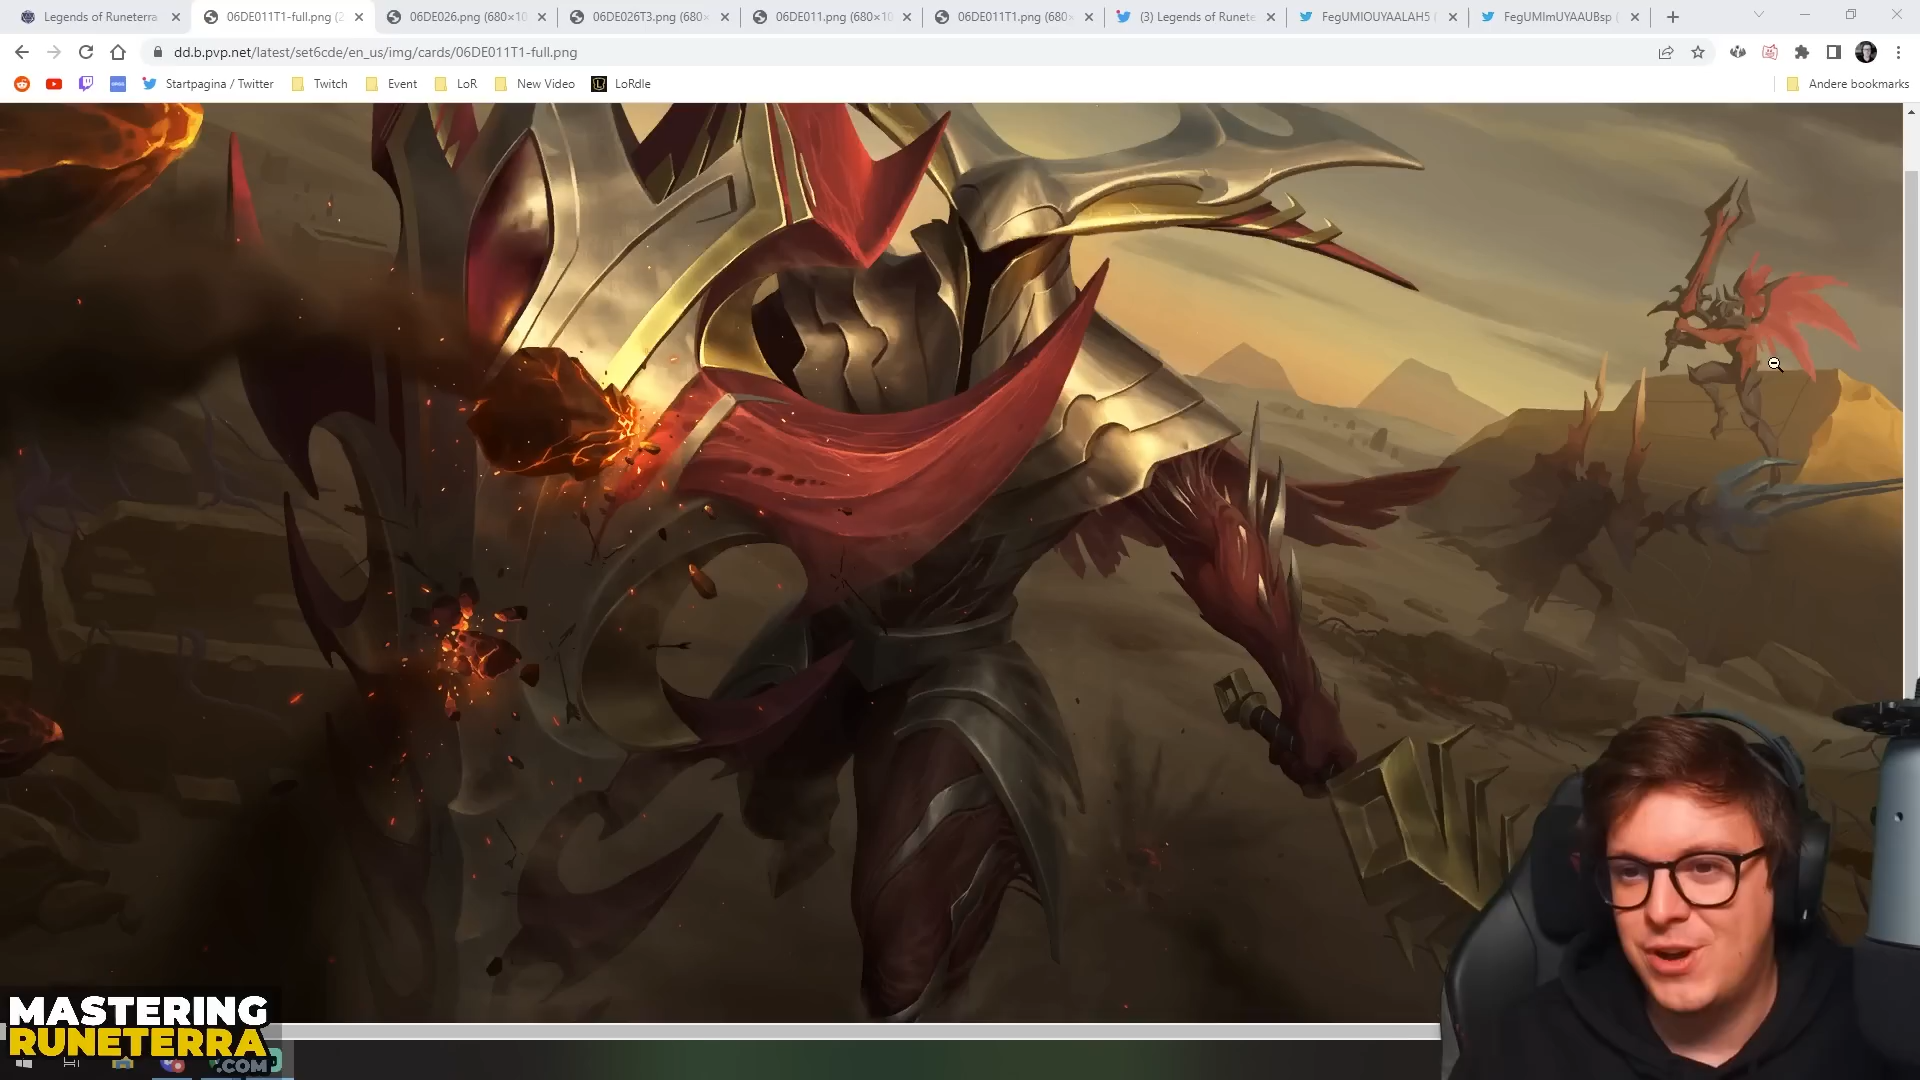 Legends of Runeterra
06DE011T1-full.png (2
06DE026.png (680×10
06DE026T3.png (680×
06DE011.png (680×10
06DE011T1.png (680×
(3) Legends of Runete
FegUMIOUYAALAH5 (
FegUMImUYAAUBsp (
dd.b.pvp.net/latest/set6cde/en_us/img/cards/06DE011T1-full.png
Startpagina / Twitter
Twitch
Event
LoR
New Video
LoRdle
Andere bookmarks
MASTERING
RUNETERRA
.COM